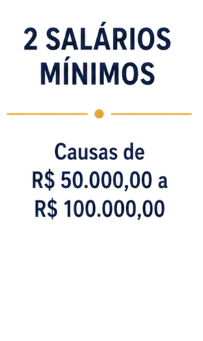 2 SALÁRIOS
MÍNIMOS
Causas de
R$ 50.000,00 a
R$ 100.000,00